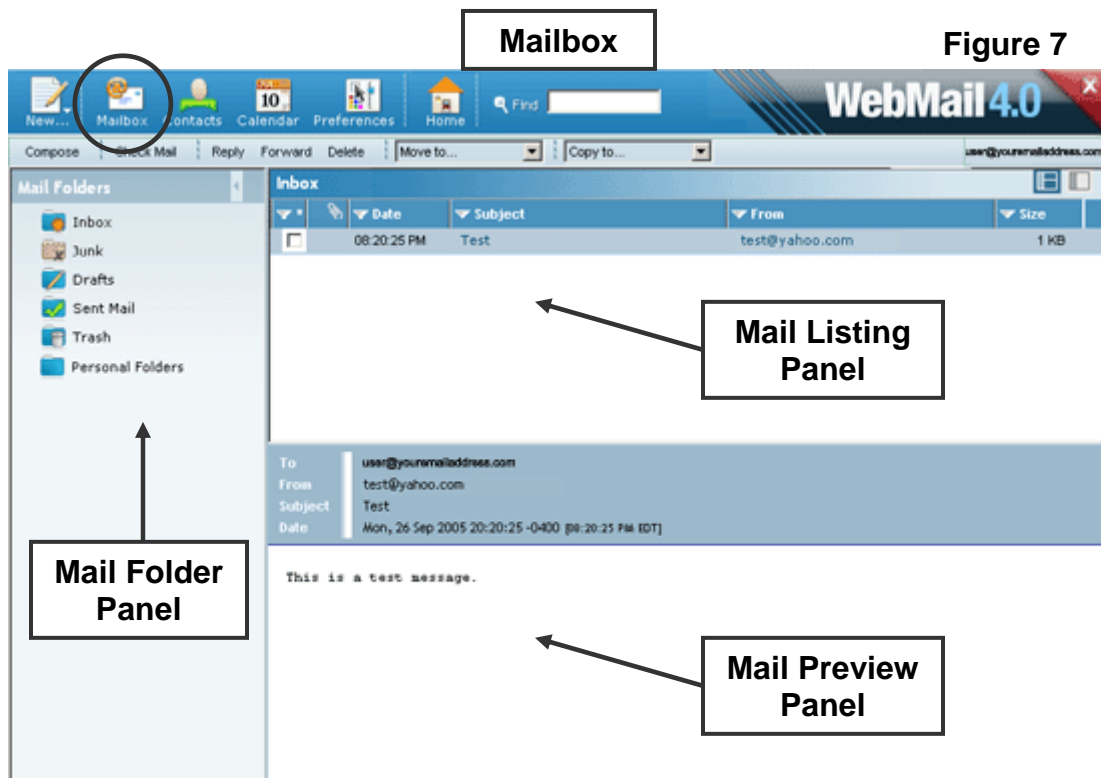 Mailbox
Figure 7
New... Mailbox Contacts Calendar Preferences Home Find WebMail 4.0
10
Compose Check Mail Reply Forward Delete Move to... Copy to... user@youremailaddress.com
Mail Folders
Inbox
Junk
Drafts
Sent Mail
Trash
Personal Folders
Inbox
* Date Subject From Size
08:20:25 PM Test test@yahoo.com 1 KB
Mail Listing
Panel
To user@youremailaddress.com
From test@yahoo.com
Subject Test
Date Mon, 26 Sep 2005 20:20:25 -0400 [08:20:25 PM EDT]
Mail Folder
Panel
This is a test message.
Mail Preview
Panel